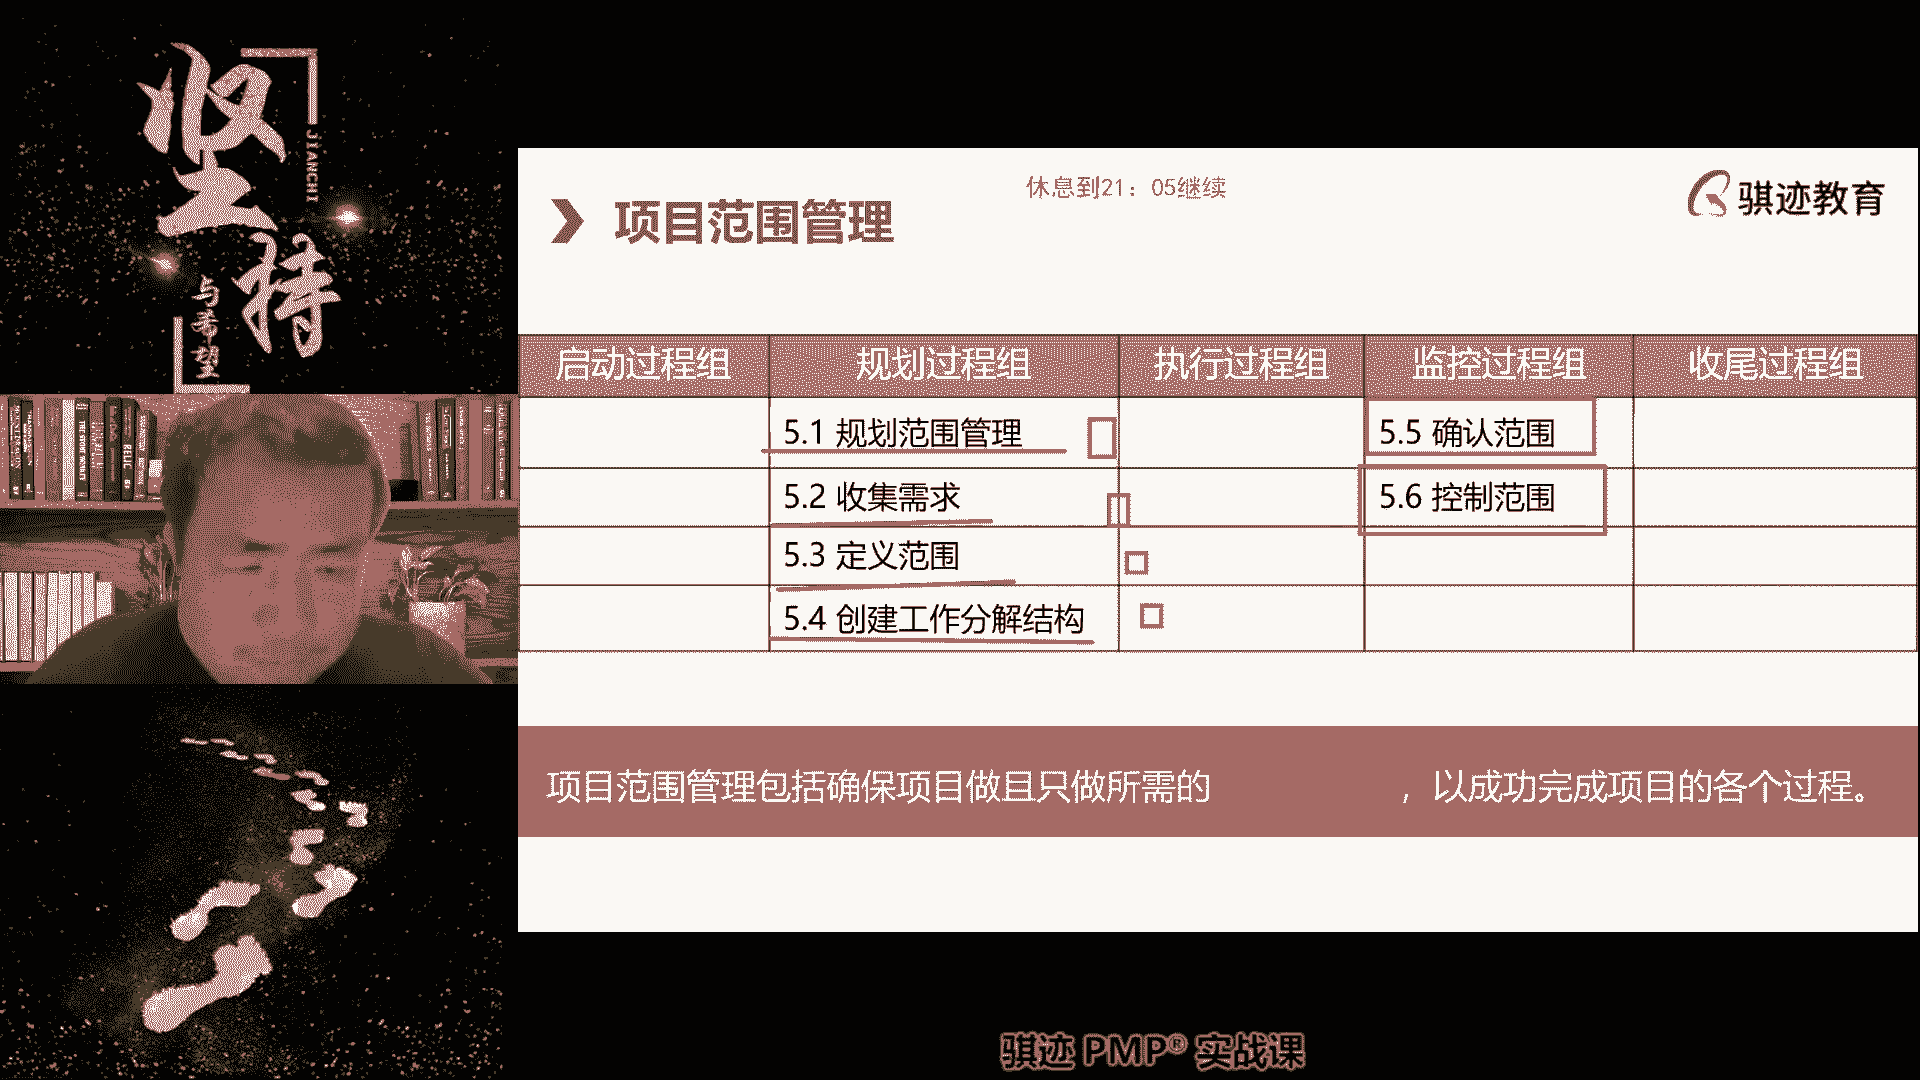 坚持
JIANCHI
与希望
休息到21：05继续
项目范围管理
骐迹教育
启动过程组 规划过程组 执行过程组 监控过程组 收尾过程组
5.1 规划范围管理 5.5 确认范围
5.2 收集需求 5.6 控制范围
5.3 定义范围
5.4 创建工作分解结构
项目范围管理包括确保项目做且只做所需的 ，以成功完成项目的各个过程。
骐迹 PMP® 实战课